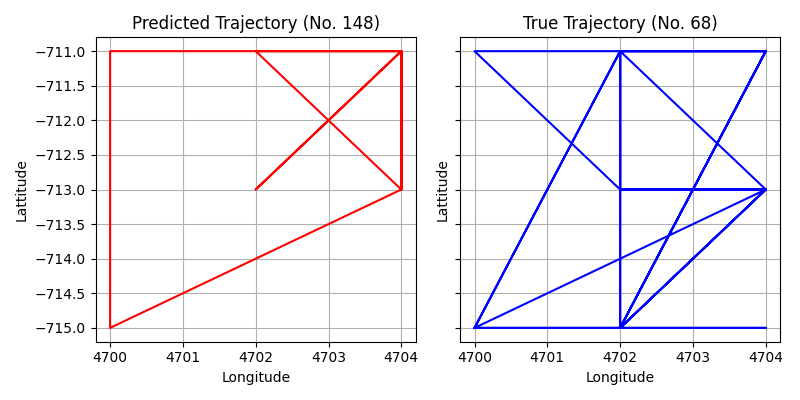 Predicted Trajectory (No. 148)
True Trajectory (No. 68)
−711.0
−711.5
−712.0
−712.5
−713.0
−713.5
−714.0
−714.5
−715.0
Lattitude
Lattitude
4700 4701 4702 4703 4704
4700 4701 4702 4703 4704
Longitude
Longitude